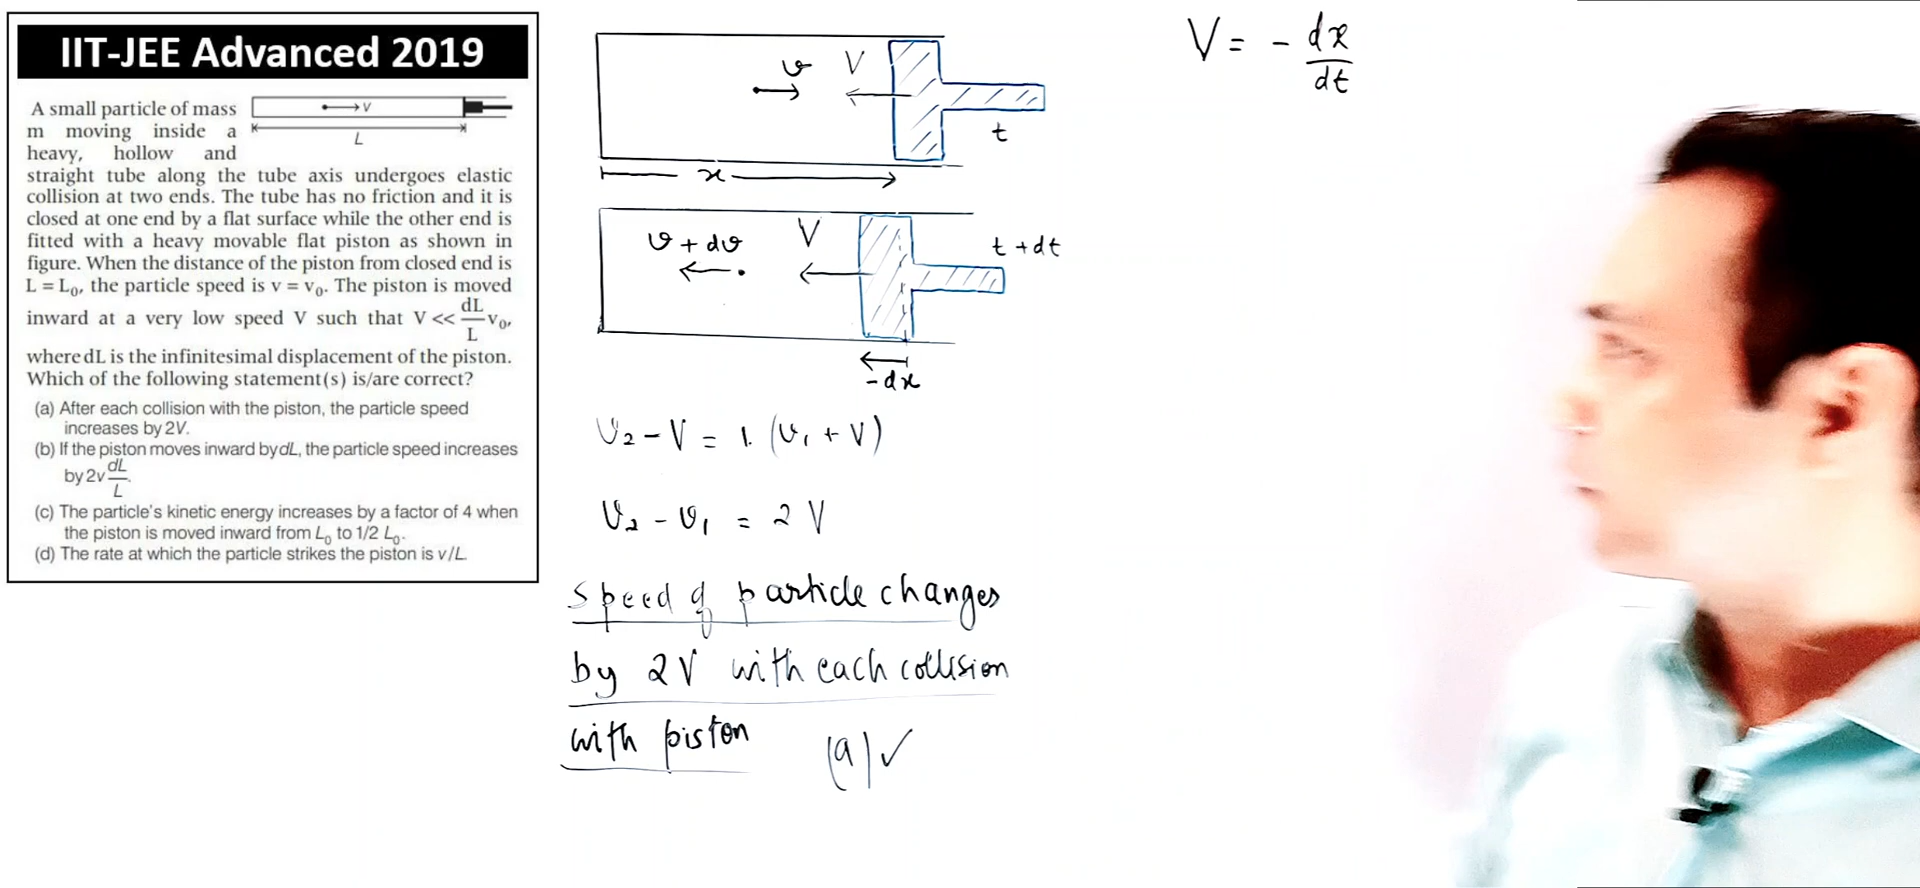 IIT-JEE Advanced 2019
A small particle of mass
m moving inside a
heavy, hollow and
straight tube along the tube axis undergoes elastic
collision at two ends. The tube has no friction and it is
closed at one end by a flat surface while the other end is
fitted with a heavy movable flat piston as shown in
figure. When the distance of the piston from closed end is
L = L₀, the particle speed is v = v₀. The piston is moved
inward at a very low speed V such that V << dL/L v₀,
where dL is the infinitesimal displacement of the piston.
Which of the following statement(s) is/are correct?
(a) After each collision with the piston, the particle speed
increases by 2V.
(b) If the piston moves inward by dL, the particle speed increases
by 2v dL/L.
(c) The particle's kinetic energy increases by a factor of 4 when
the piston is moved inward from L₀ to 1/2 L₀.
(d) The rate at which the particle strikes the piston is v/L.
V
L
v V
t
x
v + dv V
t + dt
-dx
v₂ - V = 1. (v₁ + V)
v₂ - v₁ = 2V
speed of particle changes
by 2V with each collision
with piston (a) ✓
V = - dx/dt